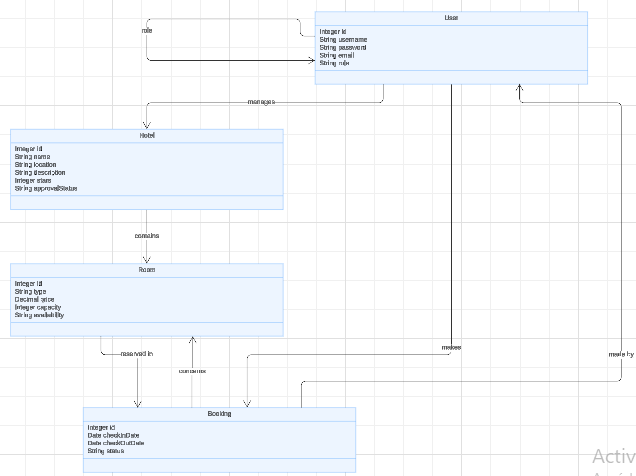 User
Integer id
String username
String password
String email
String role
role
manages
Hotel
Integer id
String name
String location
String description
Integer stars
String approvalStatus
contains
Room
Integer id
String type
Decimal price
Integer capacity
String availability
reserved in
contains
makes
made by
Booking
Integer id
Date checkInDate
Date checkOutDate
String status
Activ